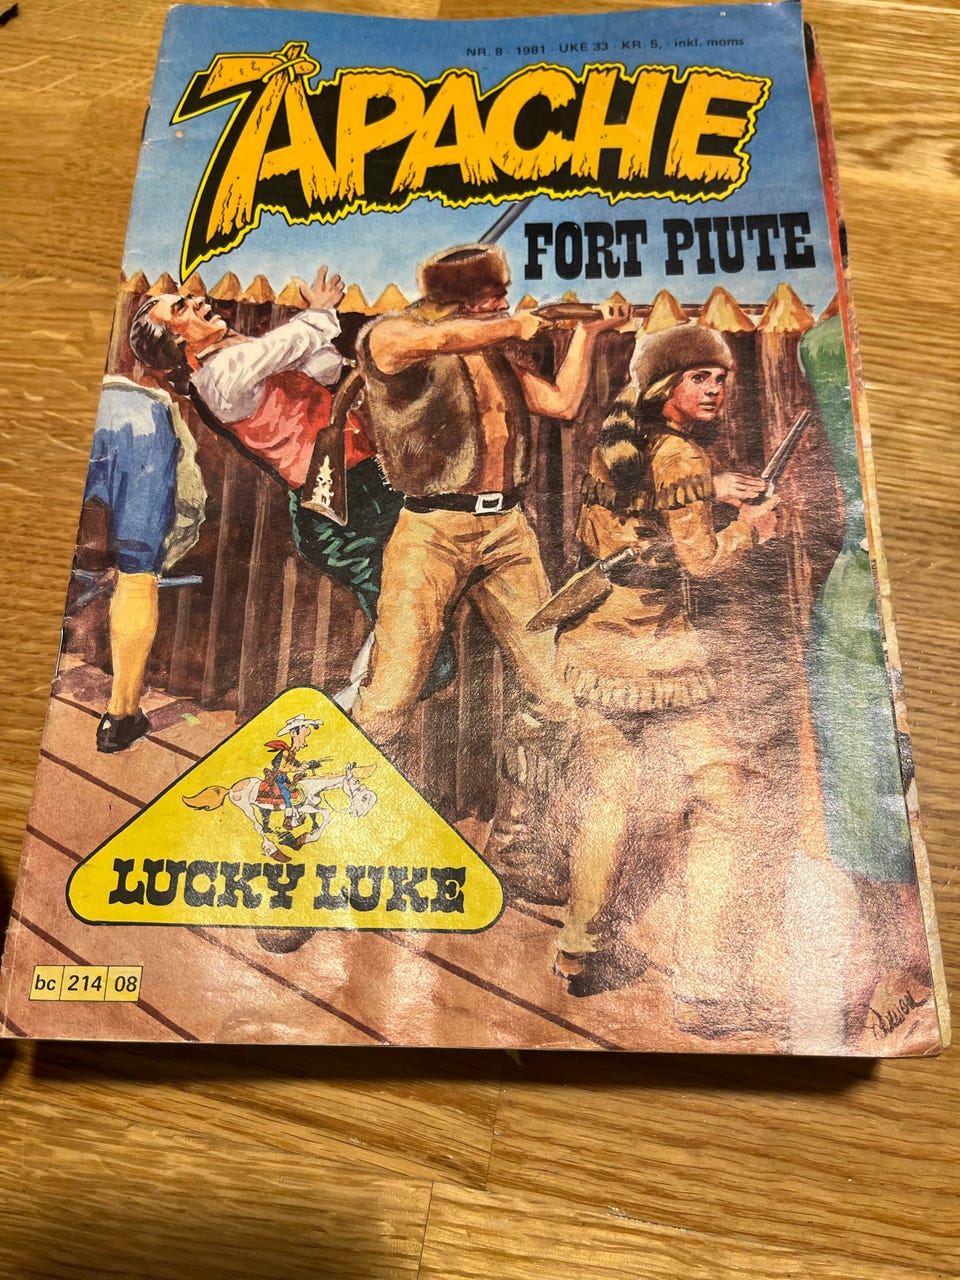 NR. 8 · 1981 · UKE 33 · KR. 5,- inkl. moms
APACHE
FORT PIUTE
LUCKY LUKE
bc 214 08